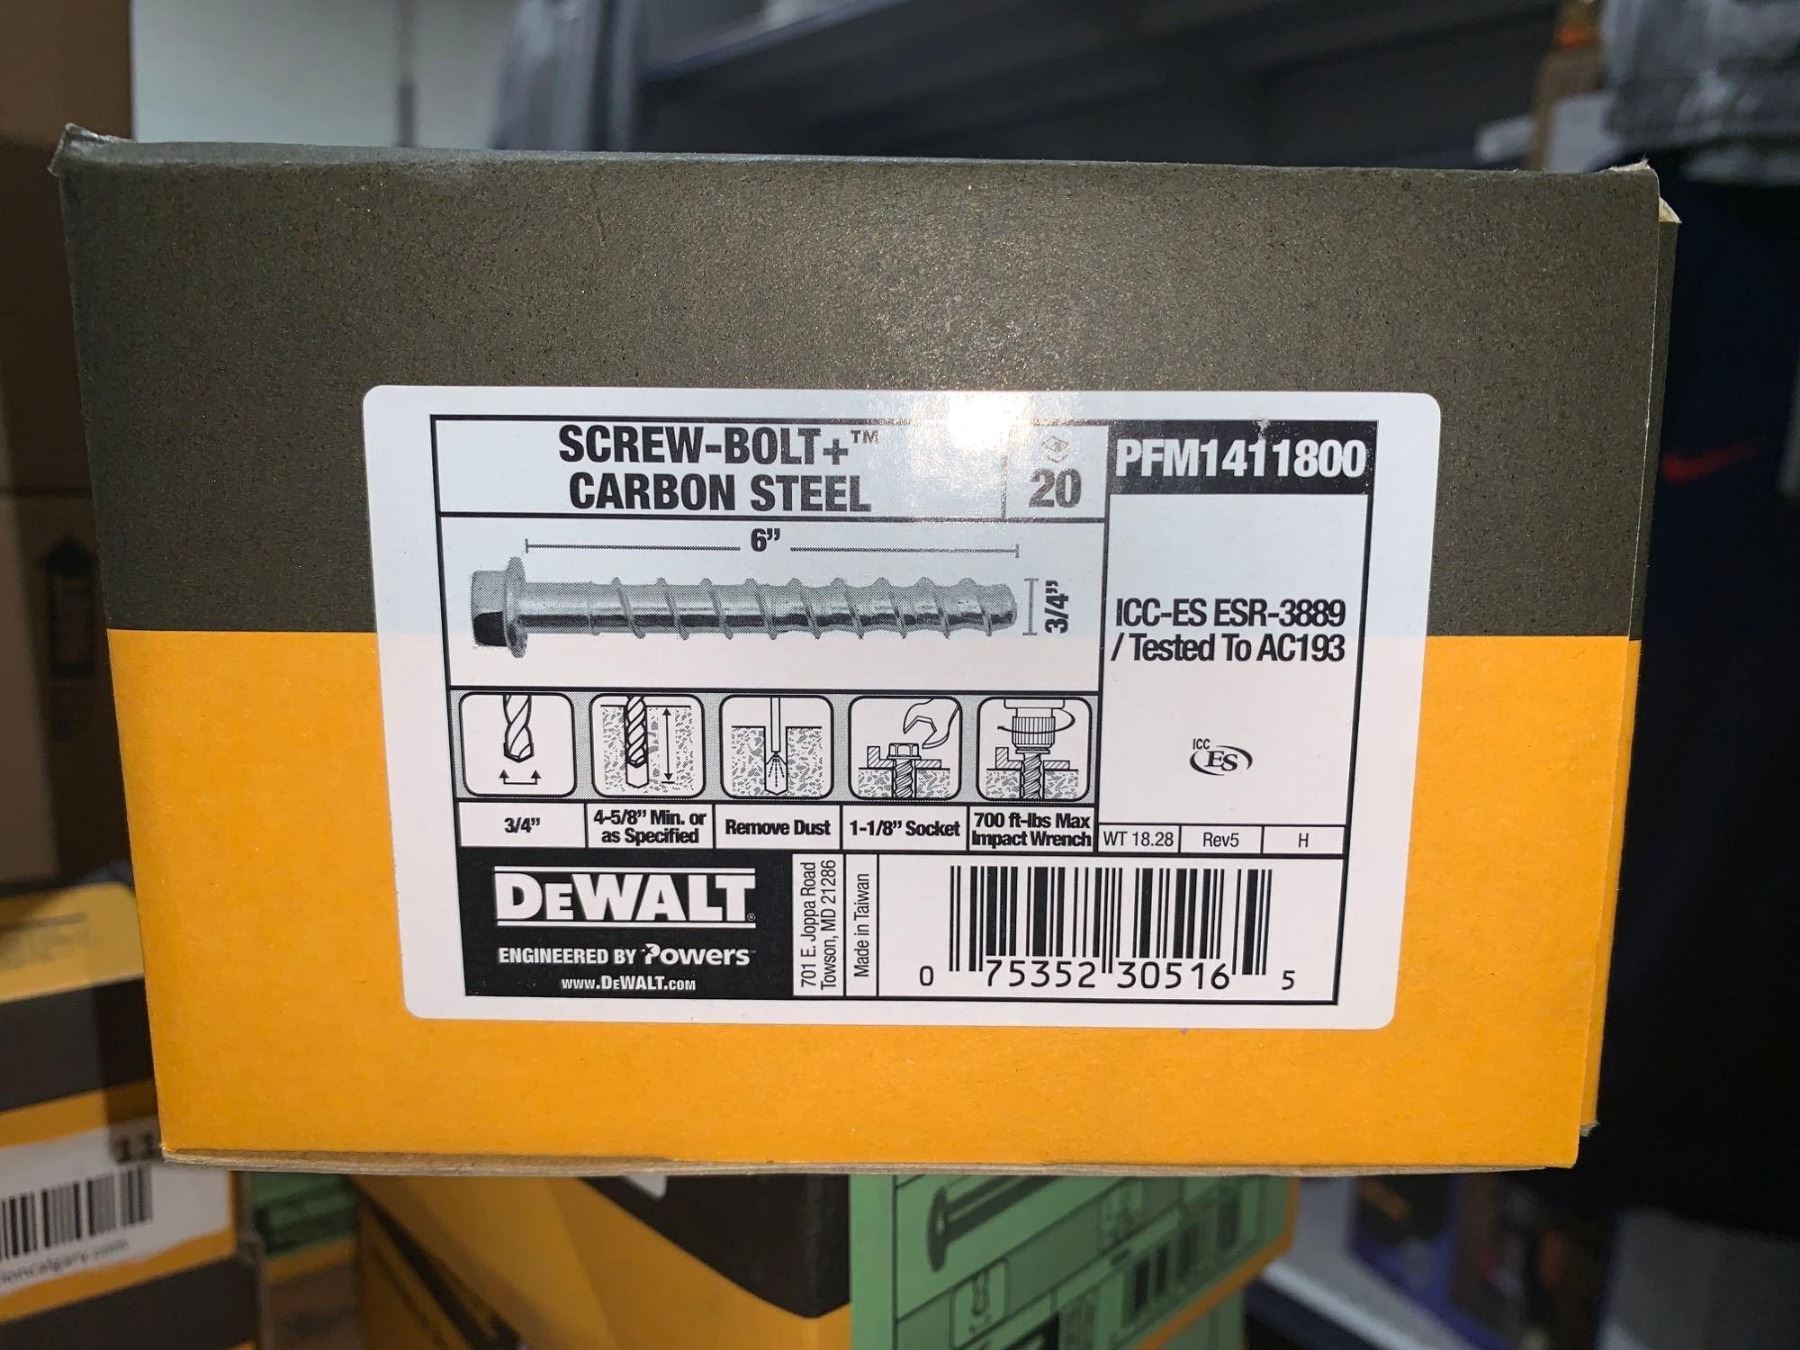 SCREW-BOLT+™
CARBON STEEL
20
PFM1411800
6”
3/4”
ICC-ES ESR-3889
/ Tested To AC193
ICC
ES
3/4”
4-5/8” Min. or
as Specified
Remove Dust
1-1/8” Socket
700 ft-lbs Max
Impact Wrench
WT 18.28
Rev5
H
DEWALT®
ENGINEERED BY Powers
www.DEWALT.com
701 E. Joppa Road
Towson, MD 21286
Made in Taiwan
0 75352 30516 5